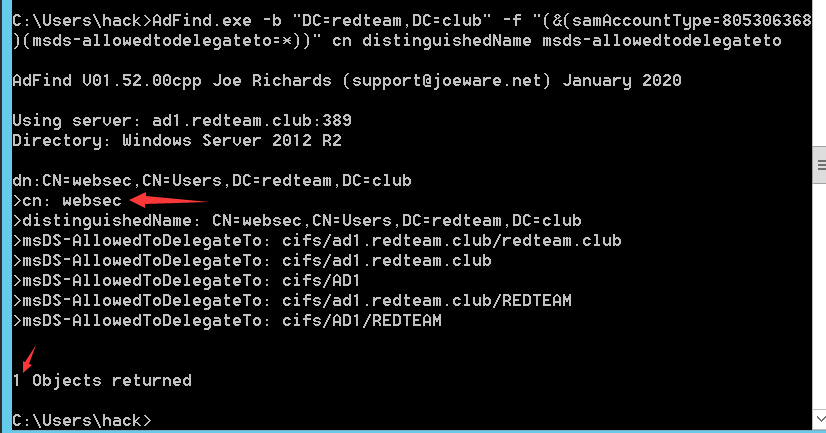 C:\Users\hack>AdFind.exe -b "DC=redteam,DC=club" -f "(&(samAccountType=805306368
)(msds-allowedtodelegateto=*))" cn distinguishedName msds-allowedtodelegateto
AdFind V01.52.00cpp Joe Richards (support@joeware.net) January 2020
Using server: ad1.redteam.club:389
Directory: Windows Server 2012 R2
dn:CN=websec,CN=Users,DC=redteam,DC=club
>cn: websec
>distinguishedName: CN=websec,CN=Users,DC=redteam,DC=club
>msDS-AllowedToDelegateTo: cifs/ad1.redteam.club/redteam.club
>msDS-AllowedToDelegateTo: cifs/ad1.redteam.club
>msDS-AllowedToDelegateTo: cifs/AD1
>msDS-AllowedToDelegateTo: cifs/ad1.redteam.club/REDTEAM
>msDS-AllowedToDelegateTo: cifs/AD1/REDTEAM
1 Objects returned
C:\Users\hack>